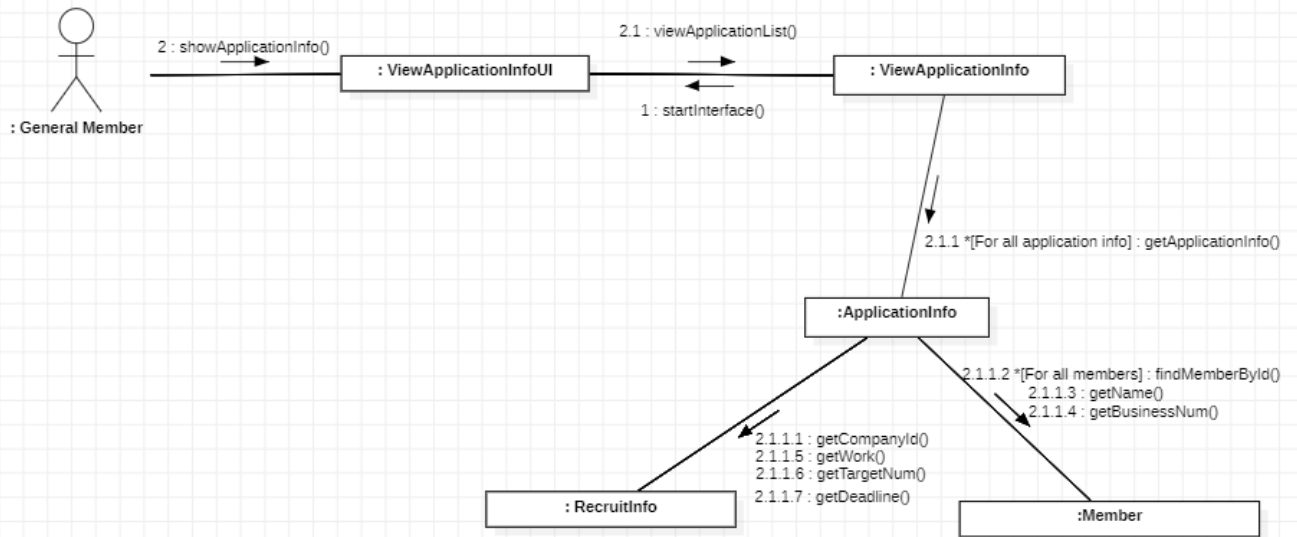 2 : showApplicationInfo()
2.1 : viewApplicationList()
: ViewApplicationInfoUI
: ViewApplicationInfo
1 : startInterface()
: General Member
2.1.1 *[For all application info] : getApplicationInfo()
:ApplicationInfo
2.1.1.2 *[For all members] : findMemberById()
2.1.1.3 : getName()
2.1.1.4 : getBusinessNum()
2.1.1.1 : getCompanyId()
2.1.1.5 : getWork()
2.1.1.6 : getTargetNum()
2.1.1.7 : getDeadline()
: RecruitInfo
:Member